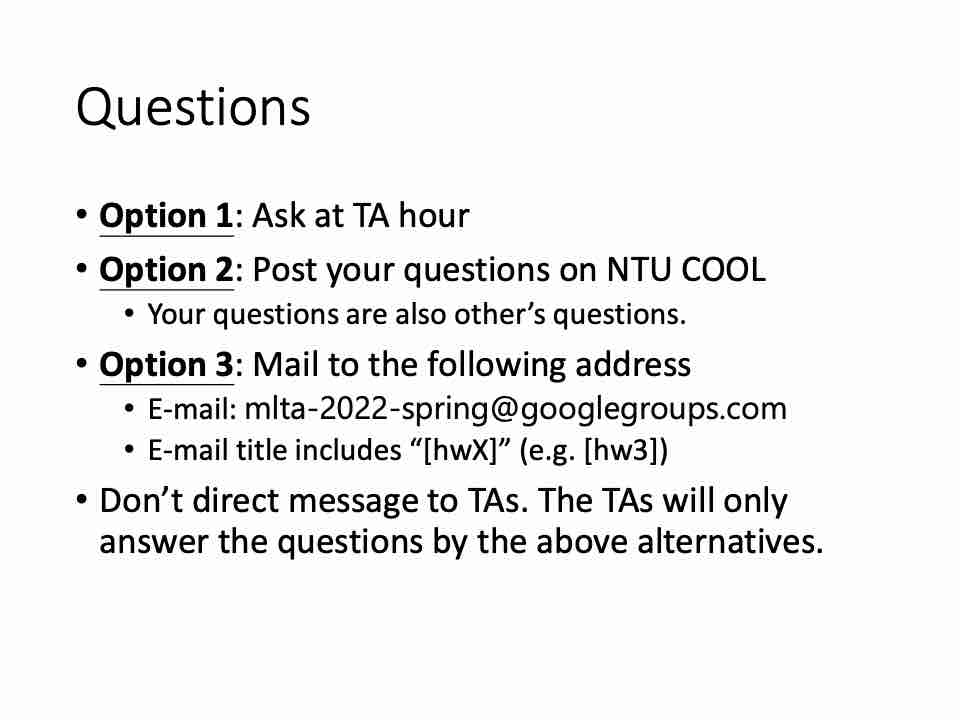 Questions
• Option 1: Ask at TA hour
• Option 2: Post your questions on NTU COOL
• Your questions are also other’s questions.
• Option 3: Mail to the following address
• E-mail: mlta-2022-spring@googlegroups.com
• E-mail title includes “[hwX]” (e.g. [hw3])
• Don’t direct message to TAs. The TAs will only
answer the questions by the above alternatives.